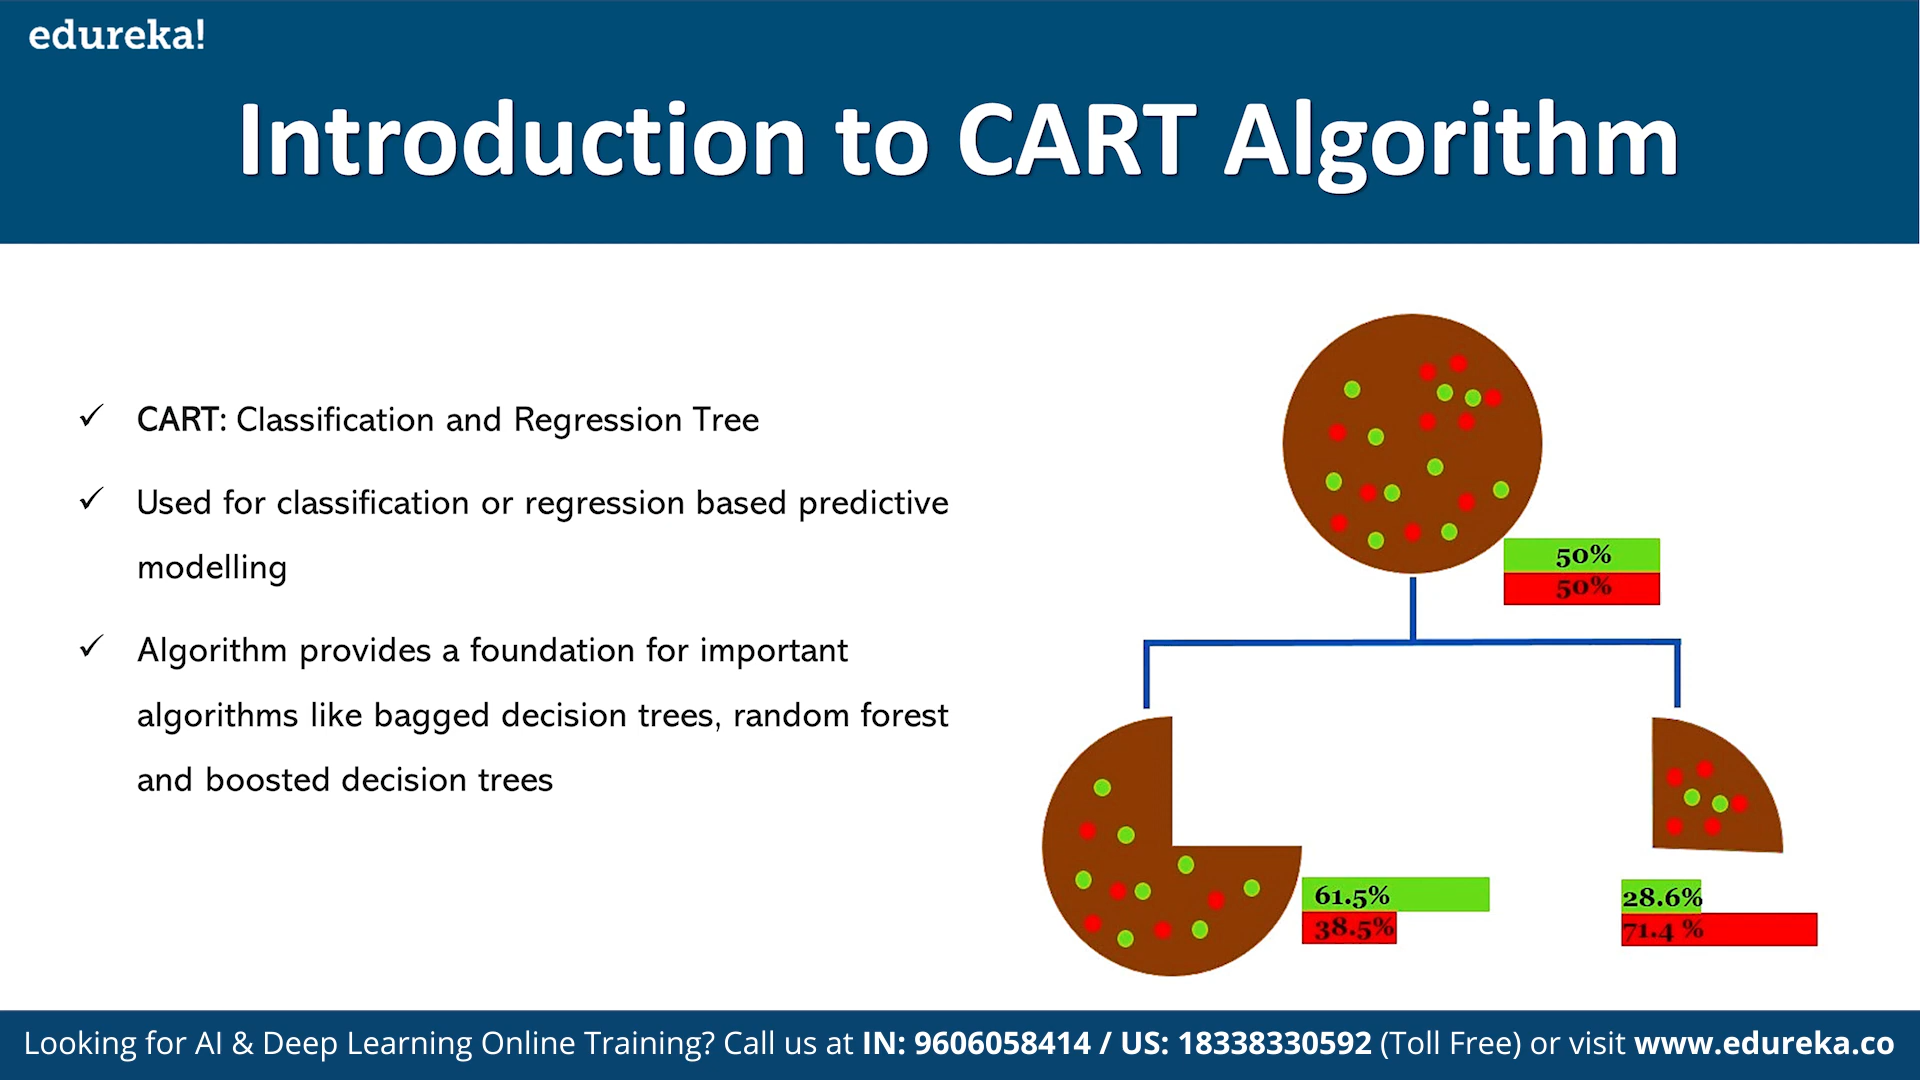 edureka!
Introduction to CART Algorithm
✓ CART: Classification and Regression Tree
✓ Used for classification or regression based predictive
modelling
✓ Algorithm provides a foundation for important
algorithms like bagged decision trees, random forest
and boosted decision trees
50%
50%
61.5%
38.5%
28.6%
71.4 %
Looking for AI & Deep Learning Online Training? Call us at IN: 9606058414 / US: 18338330592 (Toll Free) or visit www.edureka.co